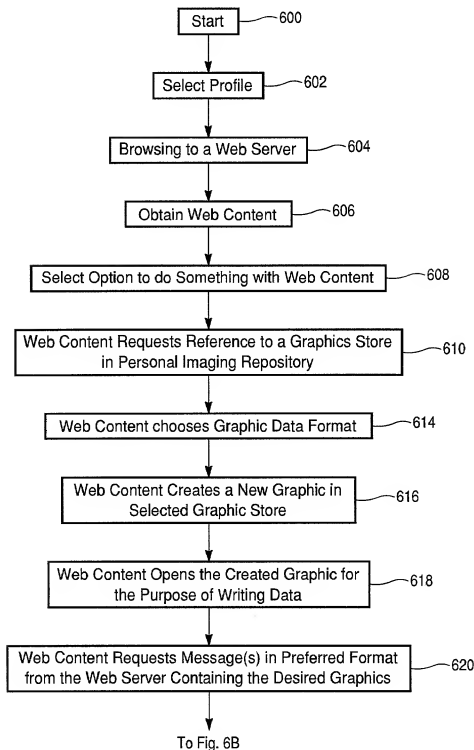 Start
600
Select Profile
602
Browsing to a Web Server
604
Obtain Web Content
606
Select Option to do Something with Web Content
608
Web Content Requests Reference to a Graphics Store
in Personal Imaging Repository
610
Web Content chooses Graphic Data Format
614
Web Content Creates a New Graphic in
Selected Graphic Store
616
Web Content Opens the Created Graphic for
the Purpose of Writing Data
618
Web Content Requests Message(s) in Preferred Format
from the Web Server Containing the Desired Graphics
620
To Fig. 6B